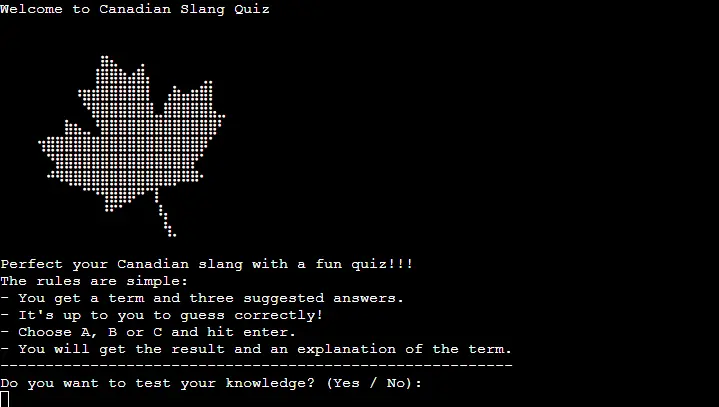 Welcome to Canadian Slang Quiz
Perfect your Canadian slang with a fun quiz!!!
The rules are simple:
- You get a term and three suggested answers.
- It's up to you to guess correctly!
- Choose A, B or C and hit enter.
- You will get the result and an explanation of the term.
---------------------------------------------------------
Do you want to test your knowledge? (Yes / No):